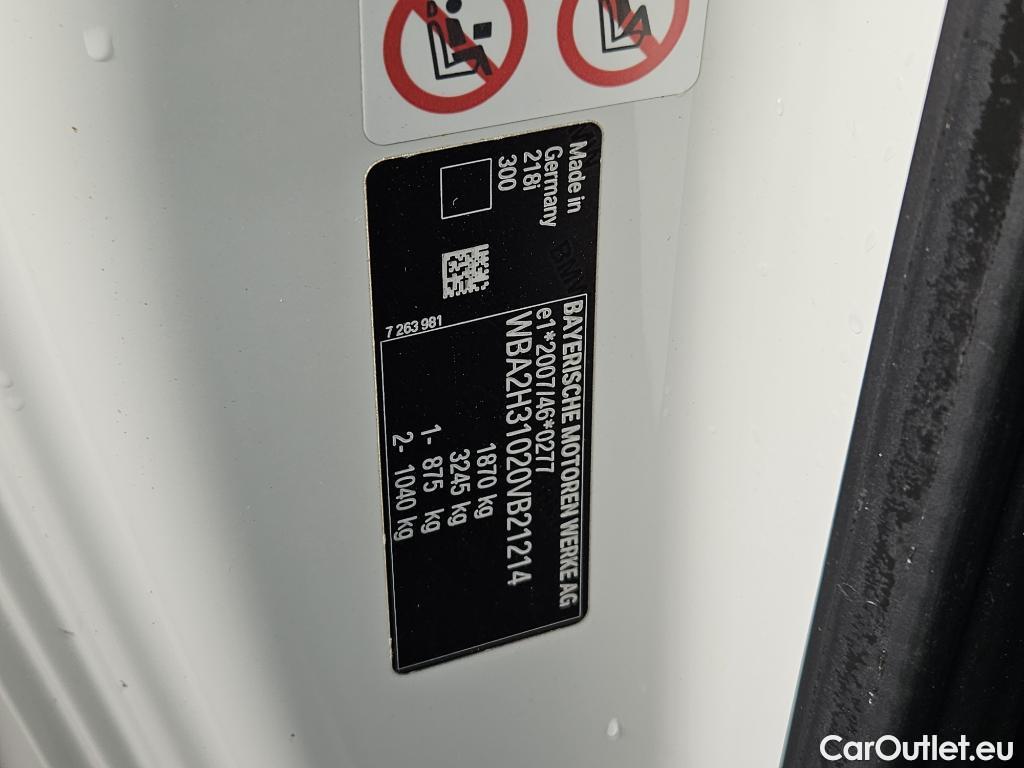 Made in
Germany
218i
300
7 263 981
BAYERISCHE MOTOREN WERKE AG
e1*2007/46*0277
WBA2H31020VB21214
1870 kg
3245 kg
1- 875 kg
2- 1040 kg
CarOutlet.eu